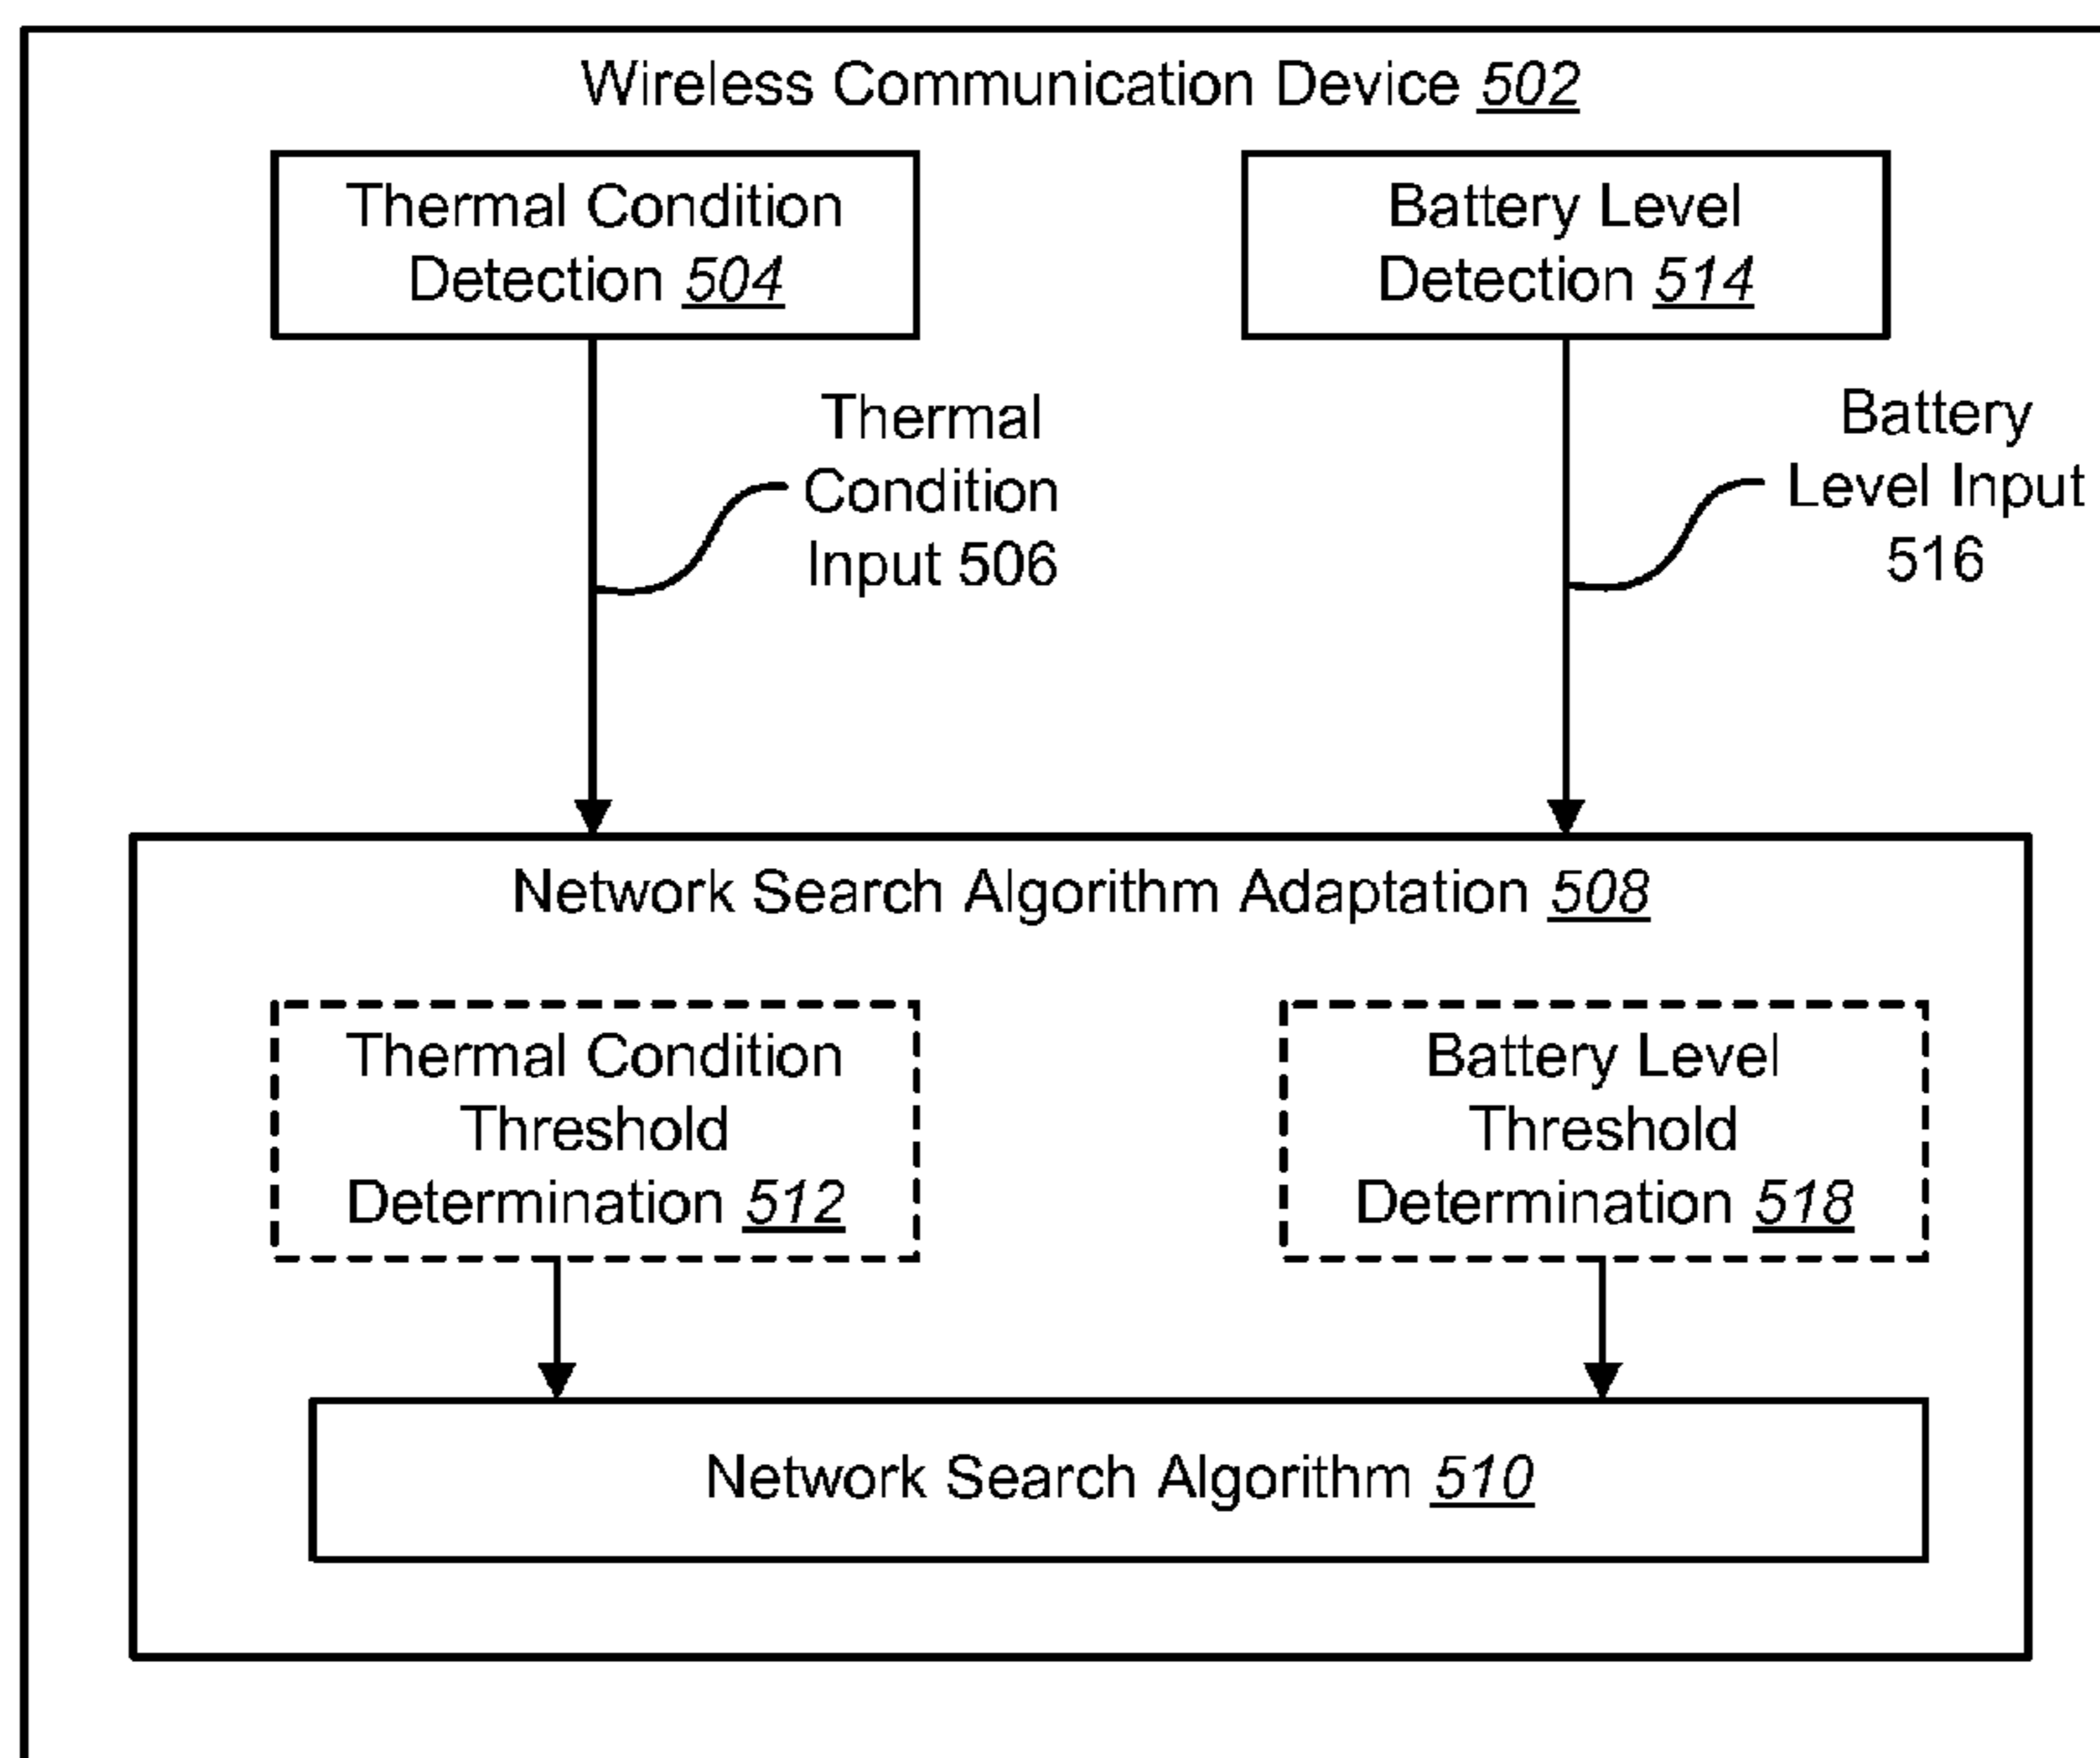 Wireless Communication Device 502
Thermal Condition
Detection 504
Battery Level
Detection 514
Thermal
Condition
Input 506
Battery
Level Input
516
Network Search Algorithm Adaptation 508
Thermal Condition
Threshold
Determination 512
Battery Level
Threshold
Determination 518
Network Search Algorithm 510